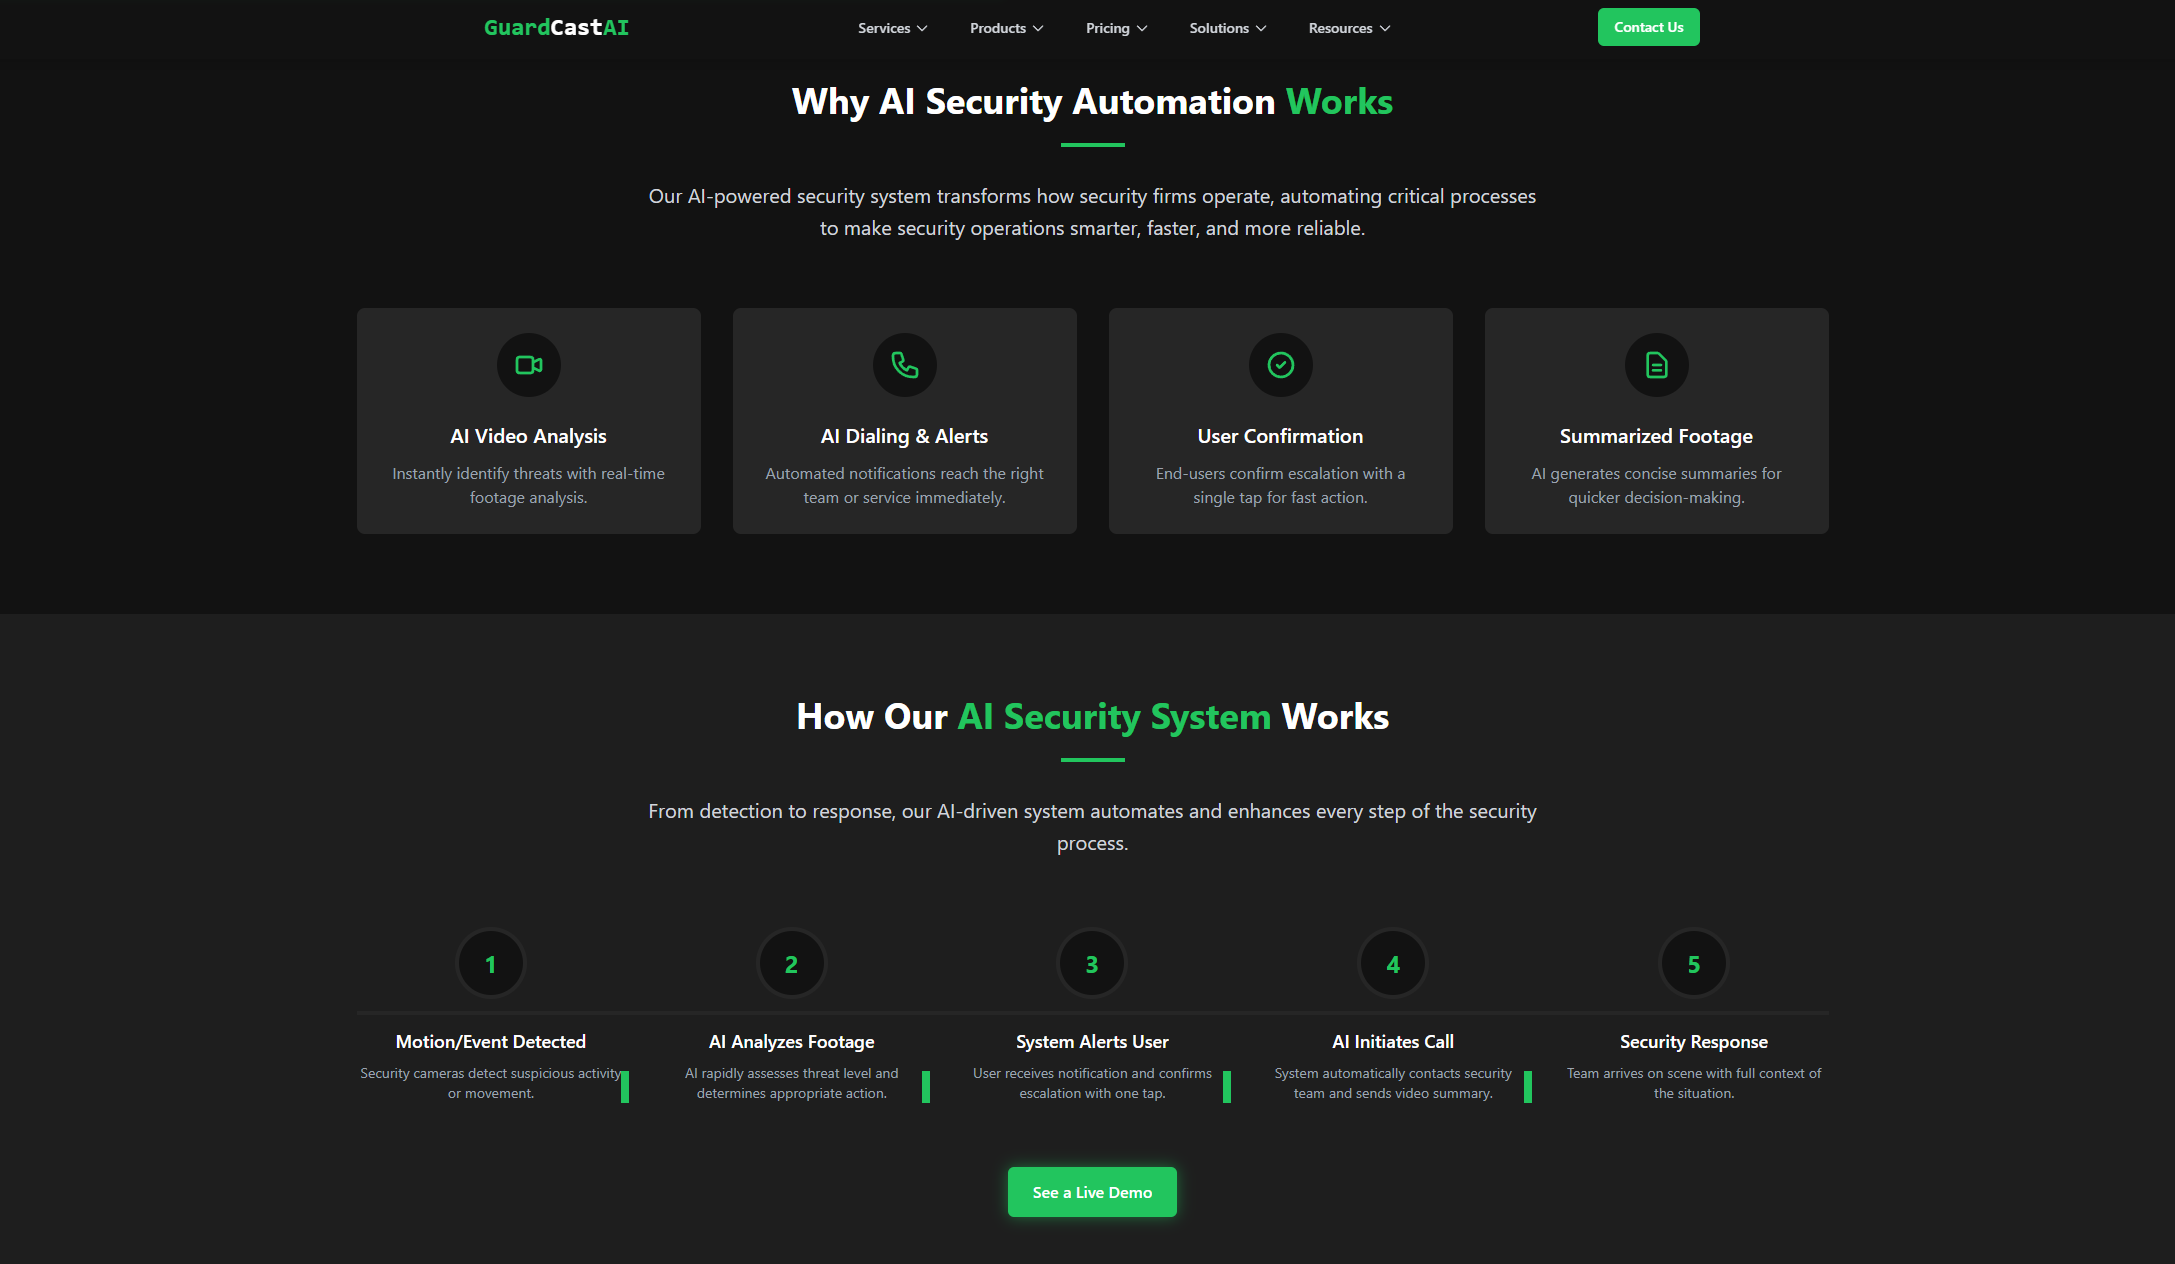 GuardCastAI
Services
Products
Pricing
Solutions
Resources
Contact Us
Why AI Security Automation Works
Our AI-powered security system transforms how security firms operate, automating critical processes
to make security operations smarter, faster, and more reliable.
AI Video Analysis
Instantly identify threats with real-time
footage analysis.
AI Dialing & Alerts
Automated notifications reach the right
team or service immediately.
User Confirmation
End-users confirm escalation with a
single tap for fast action.
Summarized Footage
AI generates concise summaries for
quicker decision-making.
How Our AI Security System Works
From detection to response, our AI-driven system automates and enhances every step of the security
process.
1
Motion/Event Detected
Security cameras detect suspicious activity
or movement.
2
AI Analyzes Footage
AI rapidly assesses threat level and
determines appropriate action.
3
System Alerts User
User receives notification and confirms
escalation with one tap.
4
AI Initiates Call
System automatically contacts security
team and sends video summary.
5
Security Response
Team arrives on scene with full context of
the situation.
See a Live Demo